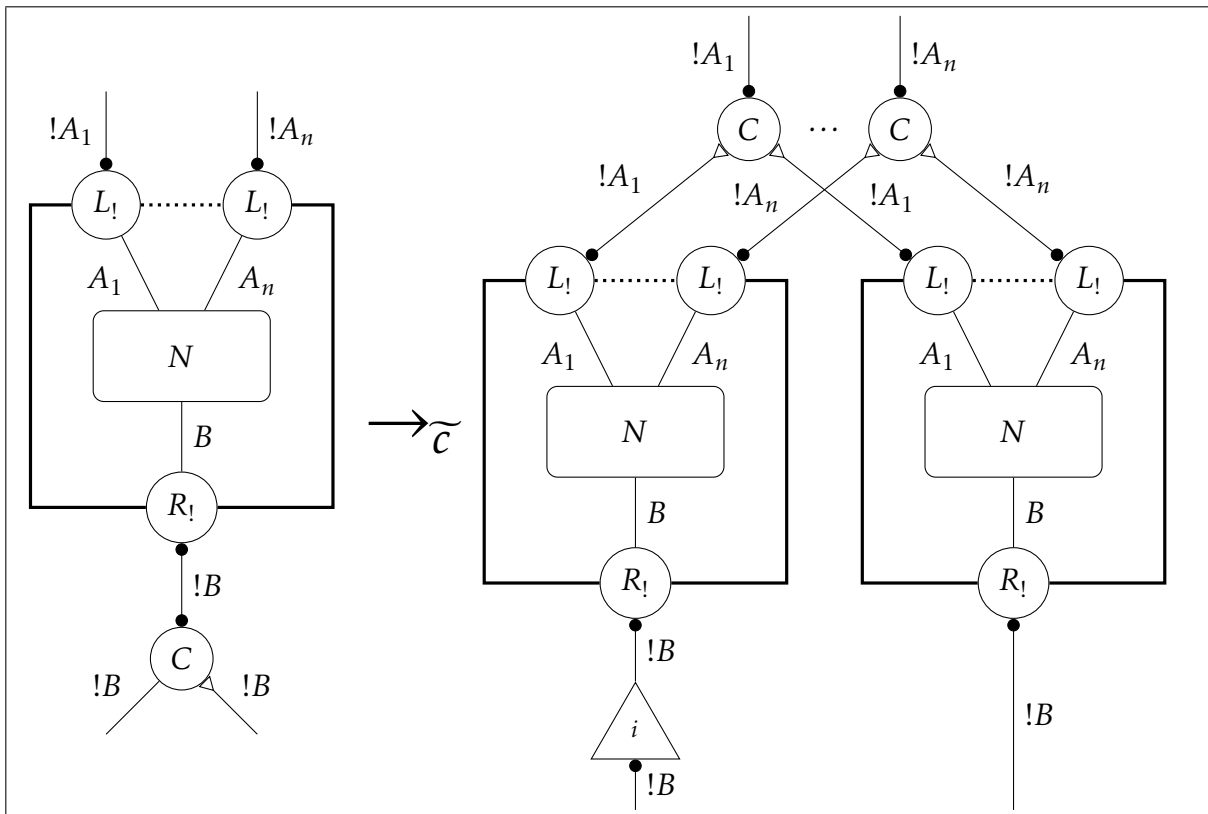 !A₁ !Aₙ
C ... C
!A₁ !Aₙ
!A₁ !Aₙ !A₁ !Aₙ
L! L!
L! L! L! L!
A₁ Aₙ
N
A₁ Aₙ A₁ Aₙ
B
→c̃
N N
R!
B B
!B
R! R!
C
!B !B
!B
i
!B
!B